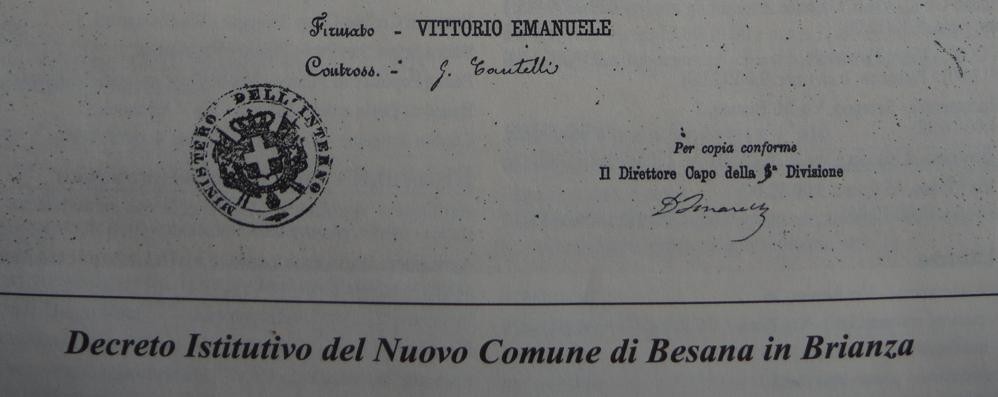 Firmato - VITTORIO EMANUELE
Contross. - G. Cantelli
MINISTERO DELL'INTERNO
Per copia conforme
Il Direttore Capo della Divisione
Decreto Istitutivo del Nuovo Comune di Besana in Brianza